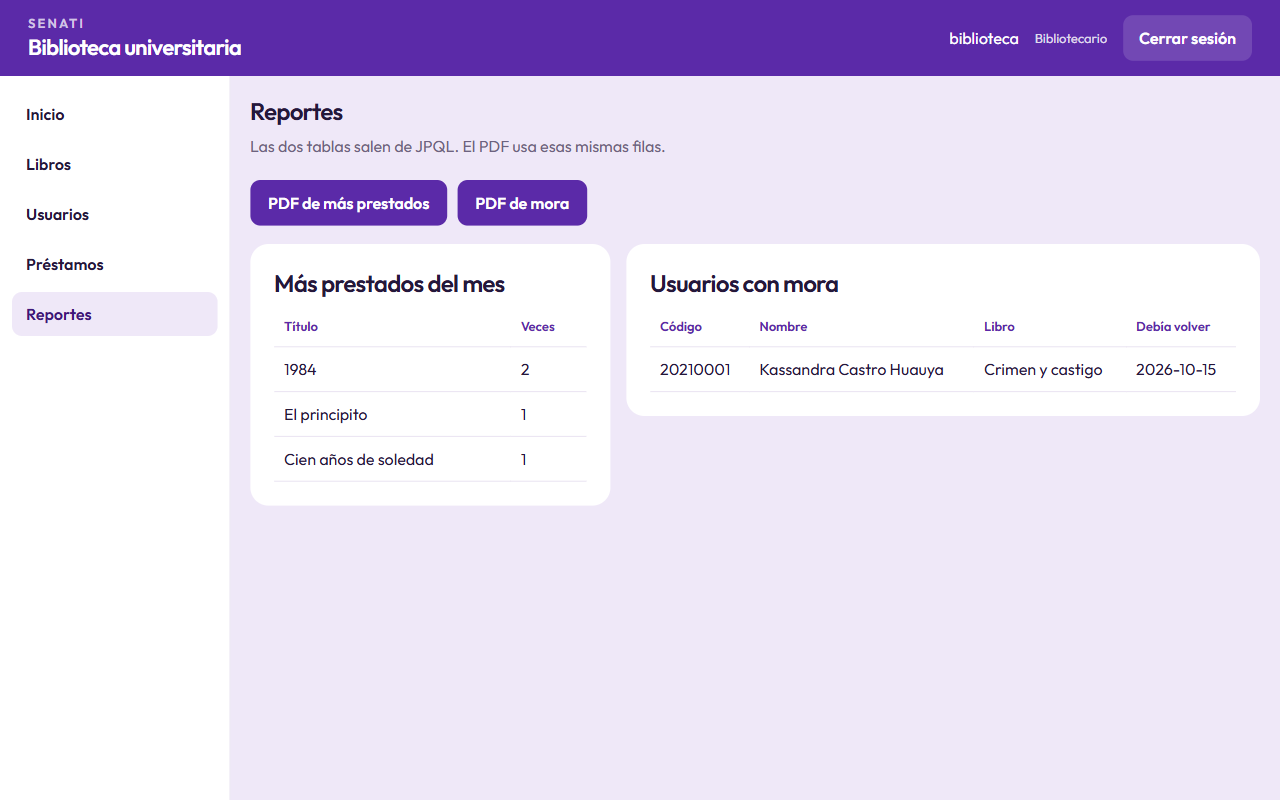 SENATI
Biblioteca universitaria
biblioteca Bibliotecario Cerrar sesión
Inicio
Libros
Usuarios
Préstamos
Reportes
Reportes
Las dos tablas salen de JPQL. El PDF usa esas mismas filas.
PDF de más prestados PDF de mora
Más prestados del mes
Título Veces
1984 2
El principito 1
Cien años de soledad 1
Usuarios con mora
Código Nombre Libro Debía volver
20210001 Kassandra Castro Huauya Crimen y castigo 2026-10-15